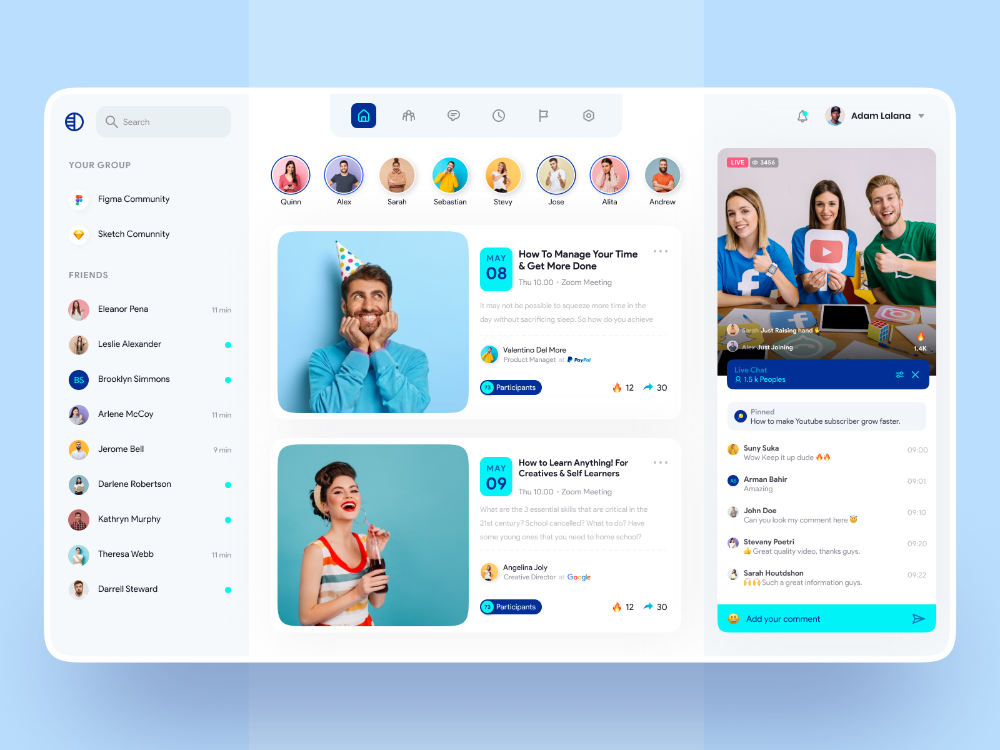 Search
YOUR GROUP
Figma Community
Sketch Comunnity
FRIENDS
Eleanor Pena
11 min
Leslie Alexander
BS
Brooklyn Simmons
Arlene McCoy
11 min
Jerome Bell
9 min
Darlene Robertson
Kathryn Murphy
Theresa Webb
11 min
Darrell Steward
Quinn
Alex
Sarah
Sebastian
Stevy
Jose
Alita
Andrew
MAY
08
How To Manage Your Time
& Get More Done
Thu 10.00 • Zoom Meeting
It may not be possible to squeeze more time in the
day without sacrificing sleep. So how do you achieve
Valentino Del More
Product Managet at PayPal
73 Participants
12
30
MAY
09
How to Learn Anything! For
Creatives & Self Learners
Thu 10.00 • Zoom Meeting
What are the 3 essential skills that are critical in the
21st century? School cancelled? What to do? Have
some young ones that you need to home school?
Angelina Joly
Creative Director at Google
73 Participants
12
30
Adam Lalana
LIVE
3456
Sarah Just Raising hand
Alex Just Joining
1.4K
Live Chat
1.5 k Peoples
Pinned
How to make Youtube subscriber grow faster.
Suny Suka
Wow Keep it up dude 🔥🔥
09:00
Arman Bahir
Amazing
09:01
John Doe
Can you look my comment here 😇
09:10
Stevany Poetri
👍Great quality video, thanks guys.
09:20
Sarah Houtdshon
🙌🙌Such a great information guys.
09:22
Add your comment